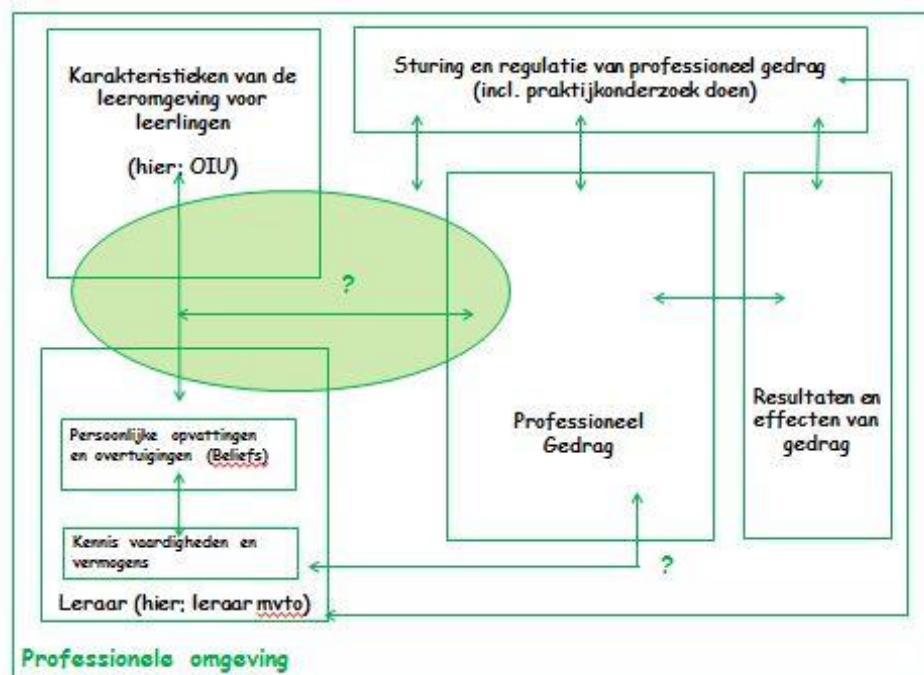 Karakteristieken van de
leeromgeving voor
leerlingen
(hier: OIU)
Sturing en regulatie van professioneel gedrag
(incl. praktijkonderzoek doen)
?
Professioneel
Gedrag
Resultaten en
effecten van
gedrag
Persoonlijke opvattingen
en overtuigingen (Beliefs)
Kennis vaardigheden en
vermogens
?
Leraar (hier: leraar mvto)
Professionele omgeving